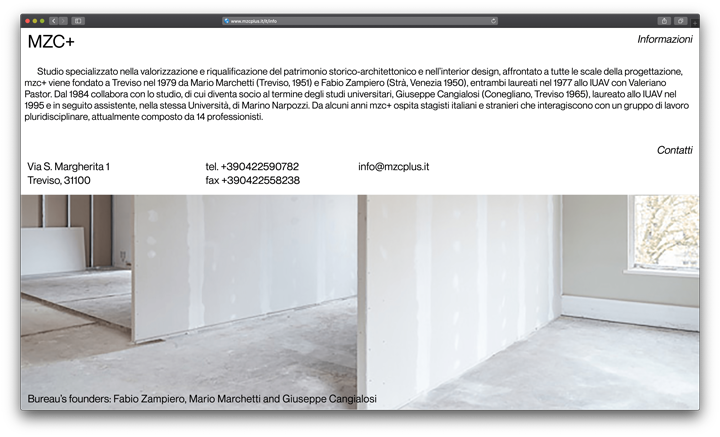 www.mzcplus.it/it/info
MZC+
Informazioni
Studio specializzato nella valorizzazione e riqualificazione del patrimonio storico-architettonico e nell'interior design, affrontato a tutte le scale della progettazione,
mzc+ viene fondato a Treviso nel 1979 da Mario Marchetti (Treviso, 1951) e Fabio Zampiero (Strà, Venezia 1950), entrambi laureati nel 1977 allo IUAV con Valeriano
Pastor. Dal 1984 collabora con lo studio, di cui diventa socio al termine degli studi universitari, Giuseppe Cangialosi (Conegliano, Treviso 1965), laureato allo IUAV nel
1995 e in seguito assistente, nella stessa Università, di Marino Narpozzi. Da alcuni anni mzc+ ospita stagisti italiani e stranieri che interagiscono con un gruppo di lavoro
pluridisciplinare, attualmente composto da 14 professionisti.
Contatti
Via S. Margherita 1
Treviso, 31100
tel. +390422590782
fax +390422558238
info@mzcplus.it
Bureau's founders: Fabio Zampiero, Mario Marchetti and Giuseppe Cangialosi